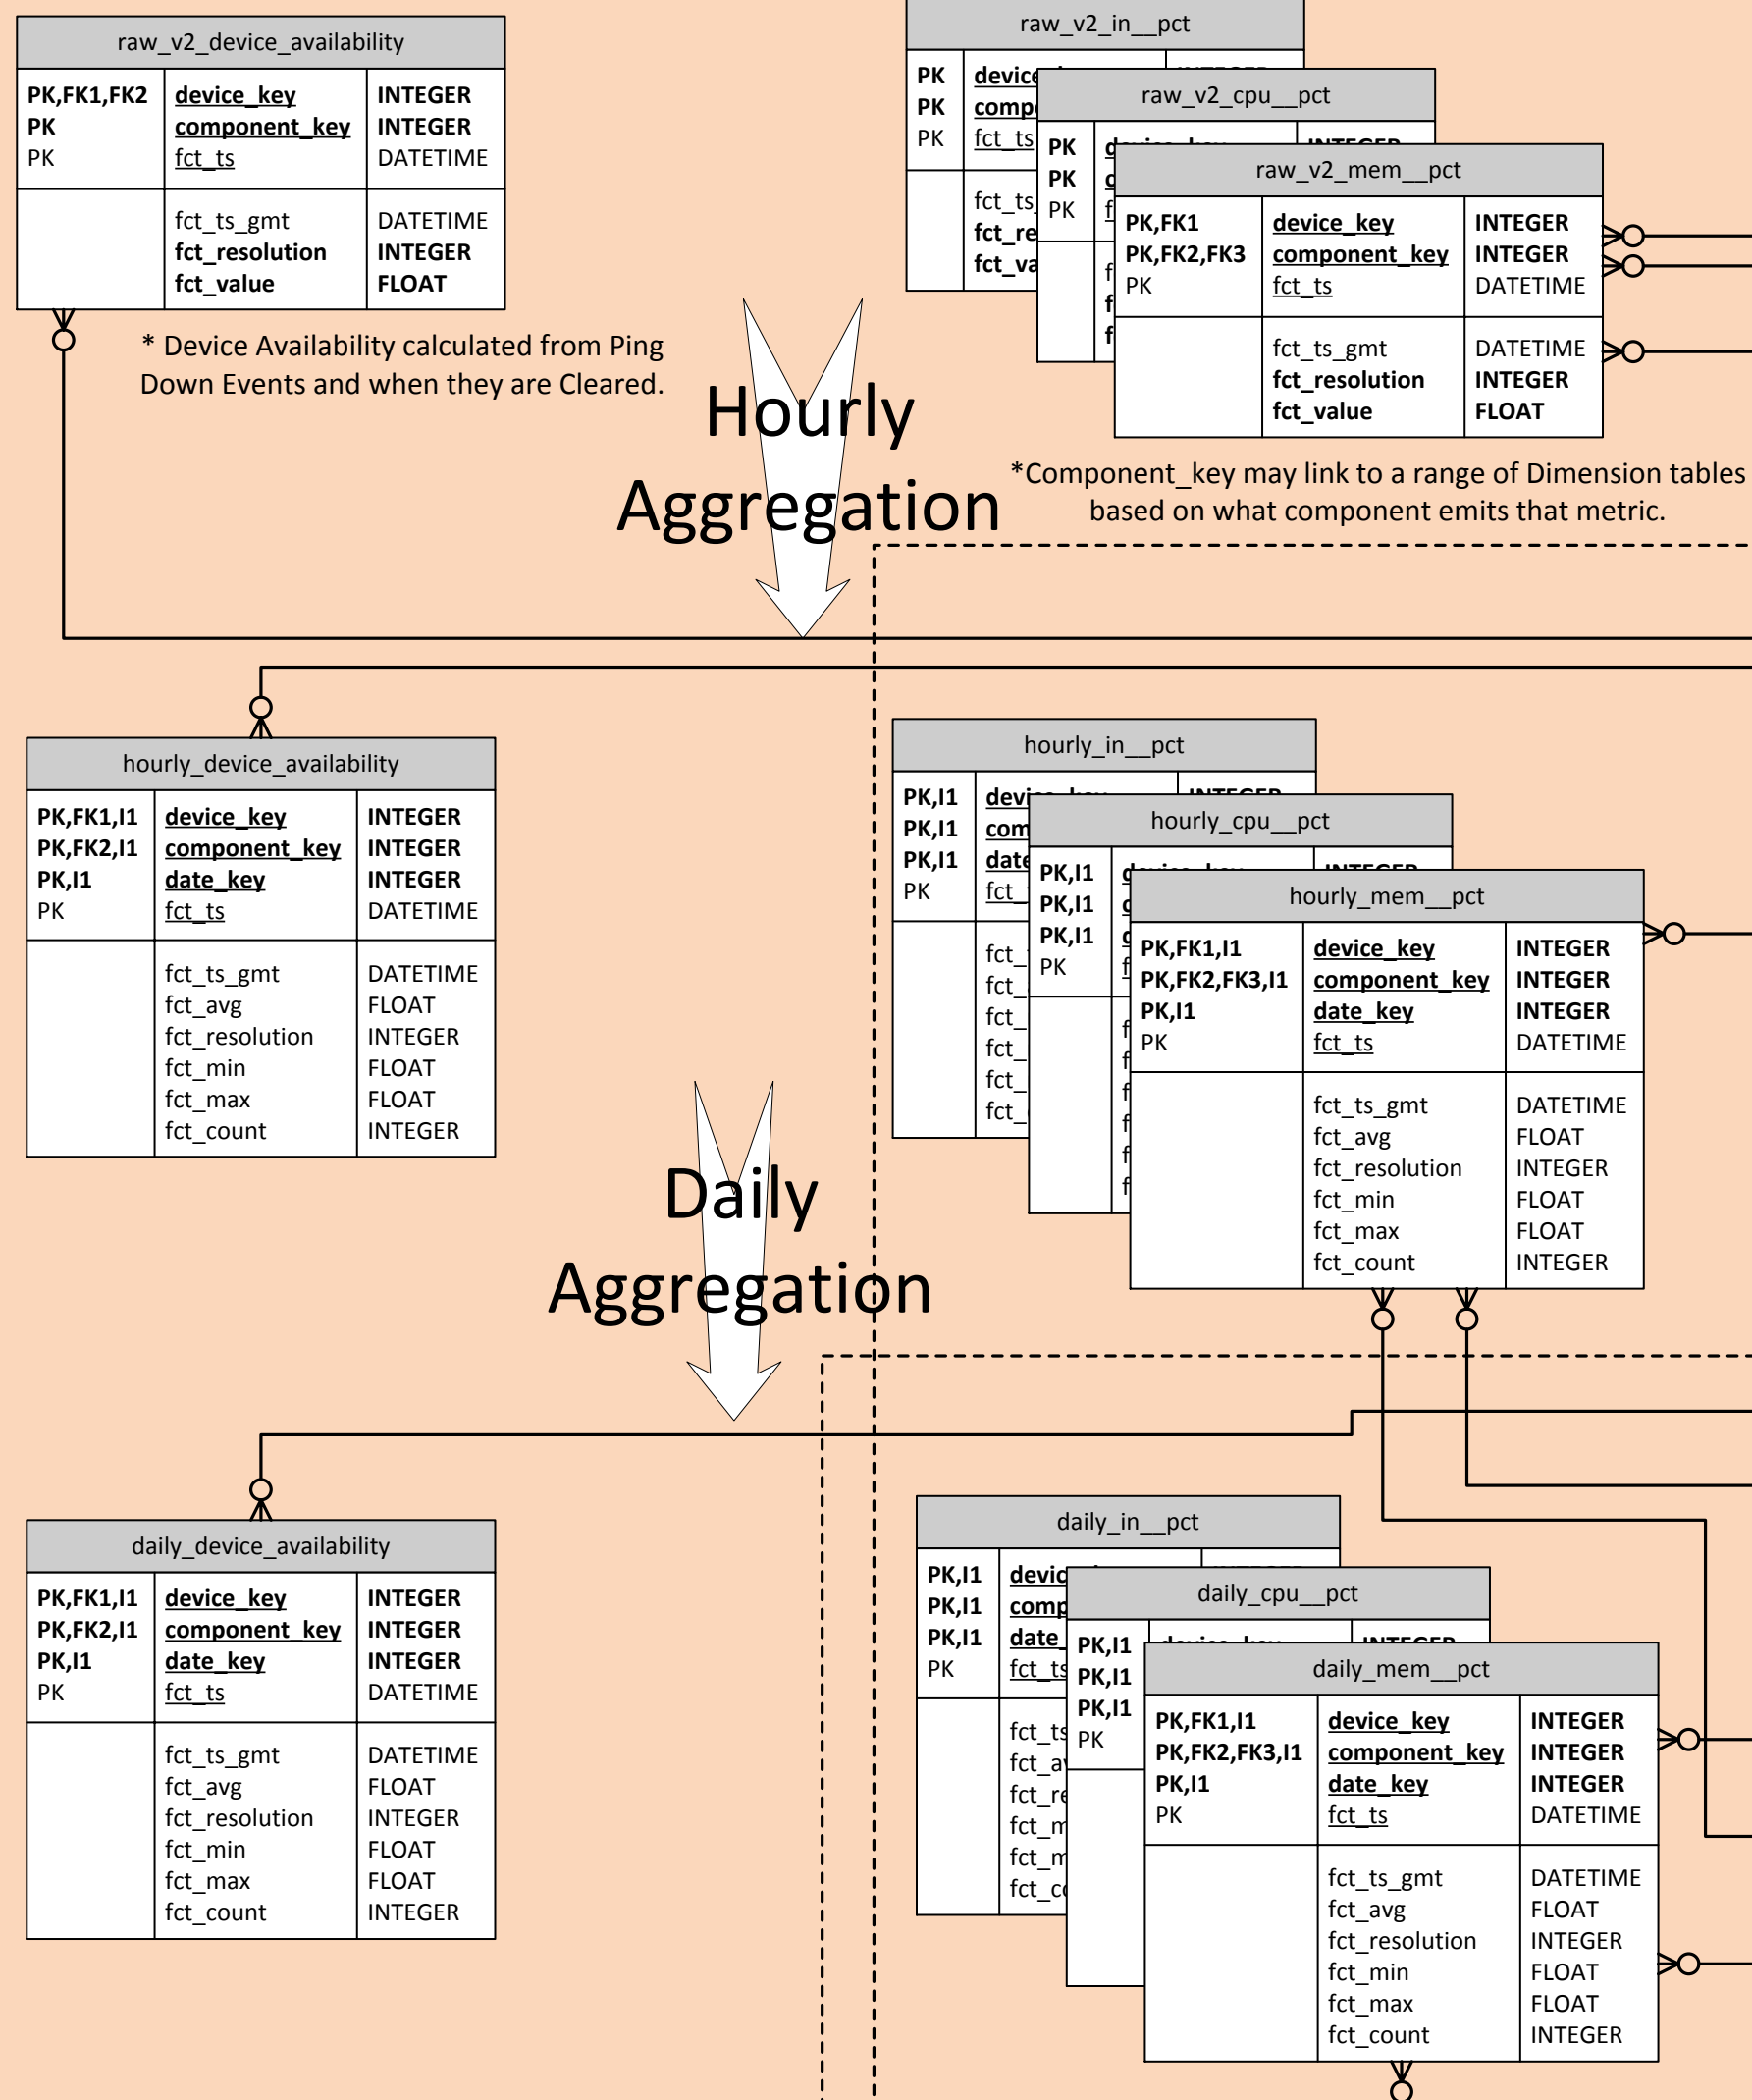 raw_v2_device_availability
PK,FK1,FK2 device_key INTEGER
PK component_key INTEGER
PK fct_ts DATETIME
fct_ts_gmt DATETIME
fct_resolution INTEGER
fct_value FLOAT
* Device Availability calculated from Ping
Down Events and when they are Cleared.
raw_v2_in__pct
PK
PK
PK fct_ts
raw_v2_cpu__pct
PK
PK
PK
raw_v2_mem__pct
PK,FK1 device_key INTEGER
PK,FK2,FK3 component_key INTEGER
PK fct_ts DATETIME
fct_ts_gmt DATETIME
fct_resolution INTEGER
fct_value FLOAT
*Component_key may link to a range of Dimension tables
based on what component emits that metric.
Hourly
Aggregation
hourly_device_availability
PK,FK1,I1 device_key INTEGER
PK,FK2,I1 component_key INTEGER
PK,I1 date_key INTEGER
PK fct_ts DATETIME
fct_ts_gmt DATETIME
fct_avg FLOAT
fct_resolution INTEGER
fct_min FLOAT
fct_max FLOAT
fct_count INTEGER
hourly_in__pct
PK,I1
PK,I1
PK,I1
PK
hourly_cpu__pct
PK,I1
PK,I1
PK,I1
PK
hourly_mem__pct
PK,FK1,I1 device_key INTEGER
PK,FK2,FK3,I1 component_key INTEGER
PK,I1 date_key INTEGER
PK fct_ts DATETIME
fct_ts_gmt DATETIME
fct_avg FLOAT
fct_resolution INTEGER
fct_min FLOAT
fct_max FLOAT
fct_count INTEGER
Daily
Aggregation
daily_device_availability
PK,FK1,I1 device_key INTEGER
PK,FK2,I1 component_key INTEGER
PK,I1 date_key INTEGER
PK fct_ts DATETIME
fct_ts_gmt DATETIME
fct_avg FLOAT
fct_resolution INTEGER
fct_min FLOAT
fct_max FLOAT
fct_count INTEGER
daily_in__pct
PK,I1
PK,I1
PK,I1
PK fct_ts
daily_cpu__pct
PK,I1
PK,I1
PK,I1
PK
daily_mem__pct
PK,FK1,I1 device_key INTEGER
PK,FK2,FK3,I1 component_key INTEGER
PK,I1 date_key INTEGER
PK fct_ts DATETIME
fct_ts_gmt DATETIME
fct_avg FLOAT
fct_resolution INTEGER
fct_min FLOAT
fct_max FLOAT
fct_count INTEGER